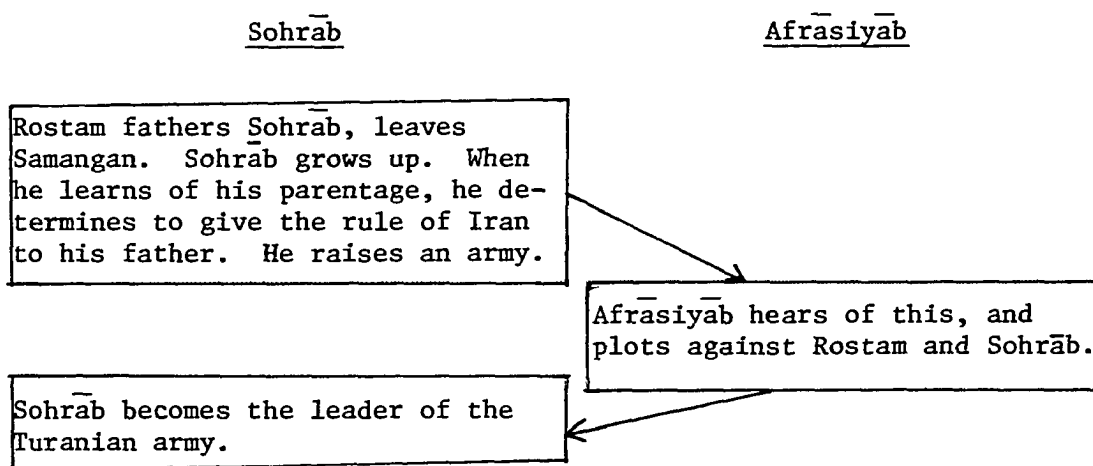 Sohrāb
Afrāsiyāb
Rostam fathers Sohrāb, leaves
Samangan. Sohrāb grows up. When
he learns of his parentage, he de-
termines to give the rule of Iran
to his father. He raises an army.
Afrāsiyāb hears of this, and
plots against Rostam and Sohrāb.
Sohrāb becomes the leader of the
Turanian army.